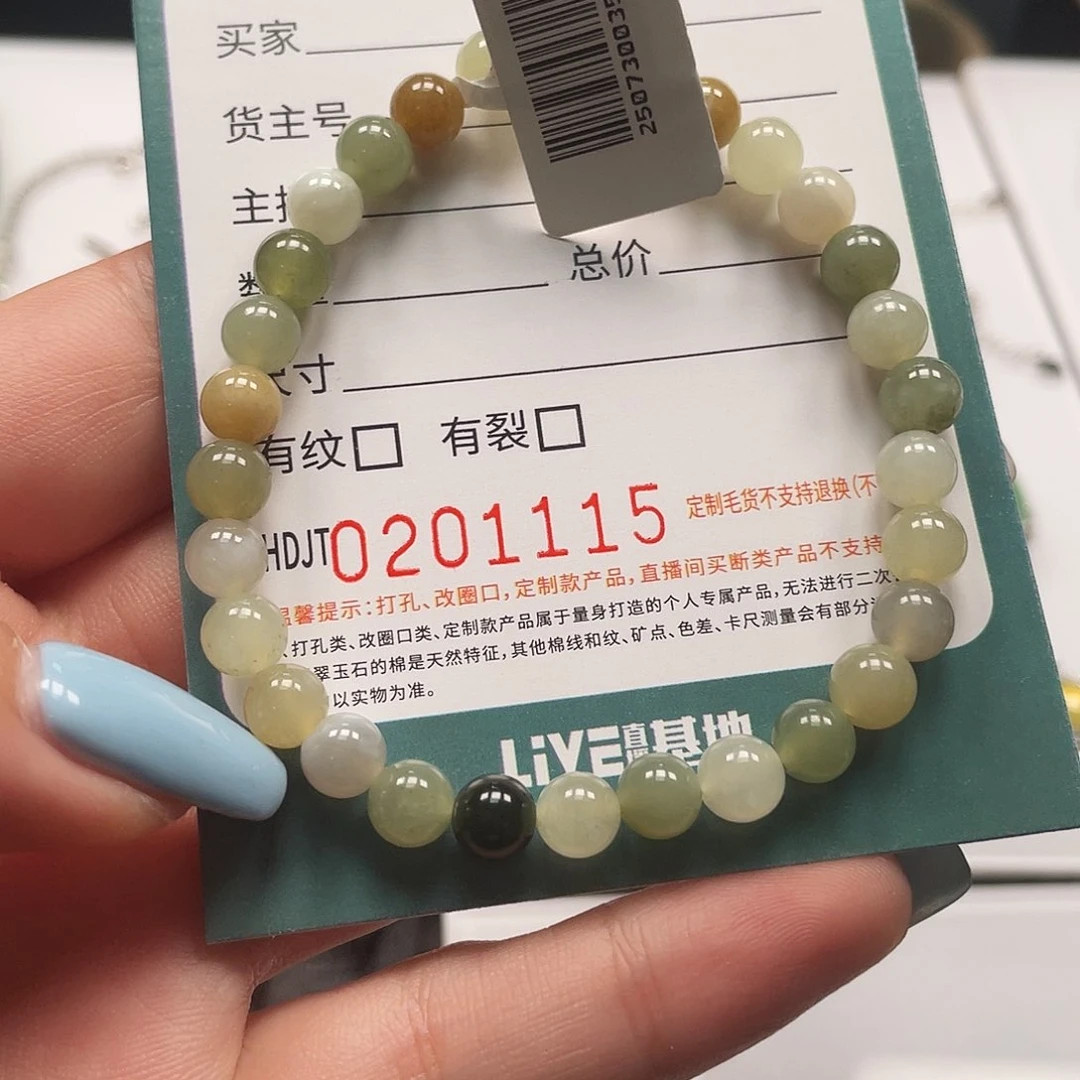 25073003
买家
货主号
主
总价
寸
有纹 有裂
HDJT0201115 定制毛货不支持退换(不
温馨提示:打孔、改圈口,定制款产品,直播间买断类产品不支持
打孔类、改圈口类、定制款产品属于量身打造的个人专属产品,无法进行二次
翠玉石的棉是天然特征,其他棉线和纹、矿点、色差、卡尺测量会有部分
以实物为准。
LiVE直播基地